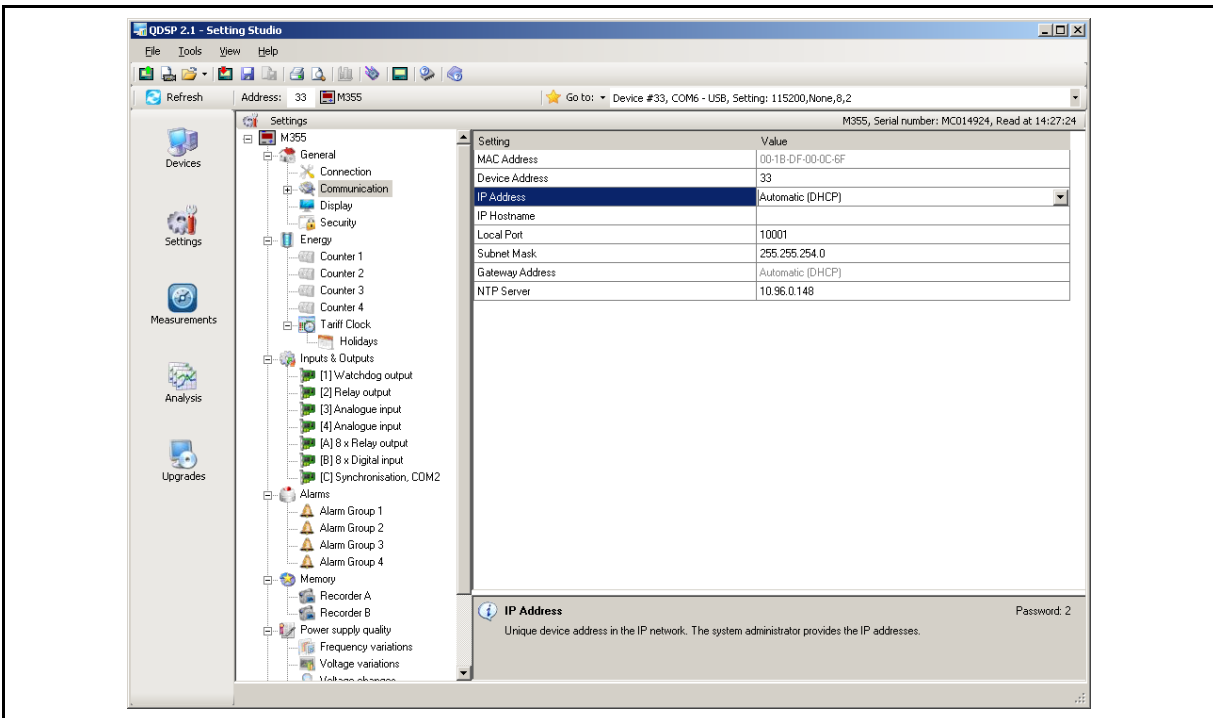 QDSP 2.1 - Setting Studio
File Tools View Help
Refresh Address: 33 M355 Go to: Device #33, COM6 - USB, Setting: 115200,None,8,2
Settings M355, Serial number: MC014924, Read at 14:27:24
Devices
Settings
Measurements
Analysis
Upgrades
M355
General
Connection
Communication
Display
Security
Energy
Counter 1
Counter 2
Counter 3
Counter 4
Tariff Clock
Holidays
Inputs & Outputs
[1] Watchdog output
[2] Relay output
[3] Analogue input
[4] Analogue input
[A] 8 x Relay output
[B] 8 x Digital input
[C] Synchronisation, COM2
Alarms
Alarm Group 1
Alarm Group 2
Alarm Group 3
Alarm Group 4
Memory
Recorder A
Recorder B
Power supply quality
Frequency variations
Voltage variations
Voltage changes
Setting Value
MAC Address 00-1B-DF-00-0C-6F
Device Address 33
IP Address Automatic (DHCP)
IP Hostname
Local Port 10001
Subnet Mask 255.255.254.0
Gateway Address Automatic (DHCP)
NTP Server 10.96.0.148
IP Address Password: 2
Unique device address in the IP network. The system administrator provides the IP addresses.